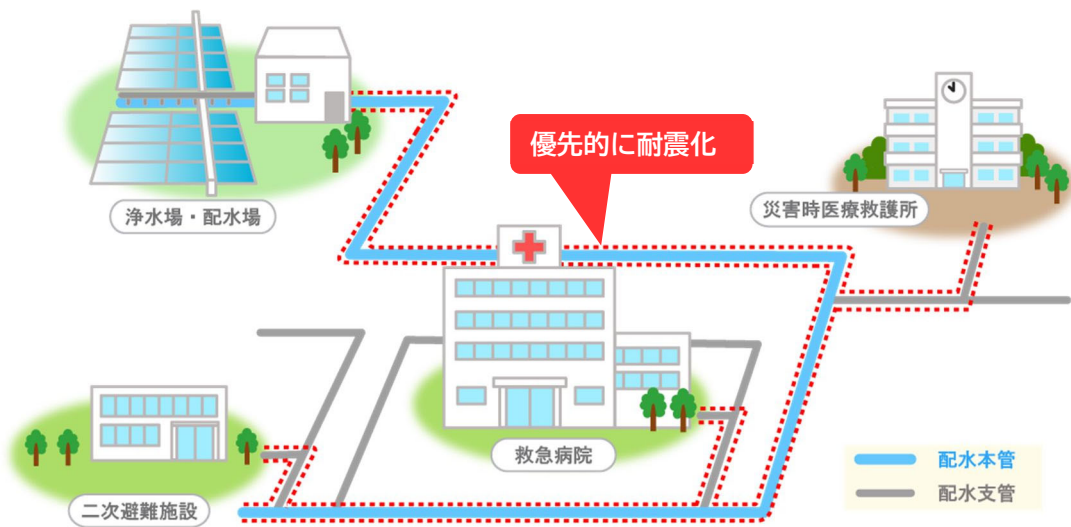 優先的に耐震化
浄水場・配水場
災害時医療救護所
救急病院
二次避難施設
配水本管
配水支管